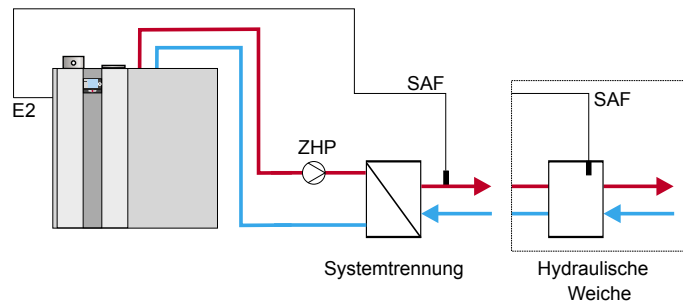 SAF
SAF
E2
ZHP
Systemtrennung
Hydraulische
Weiche